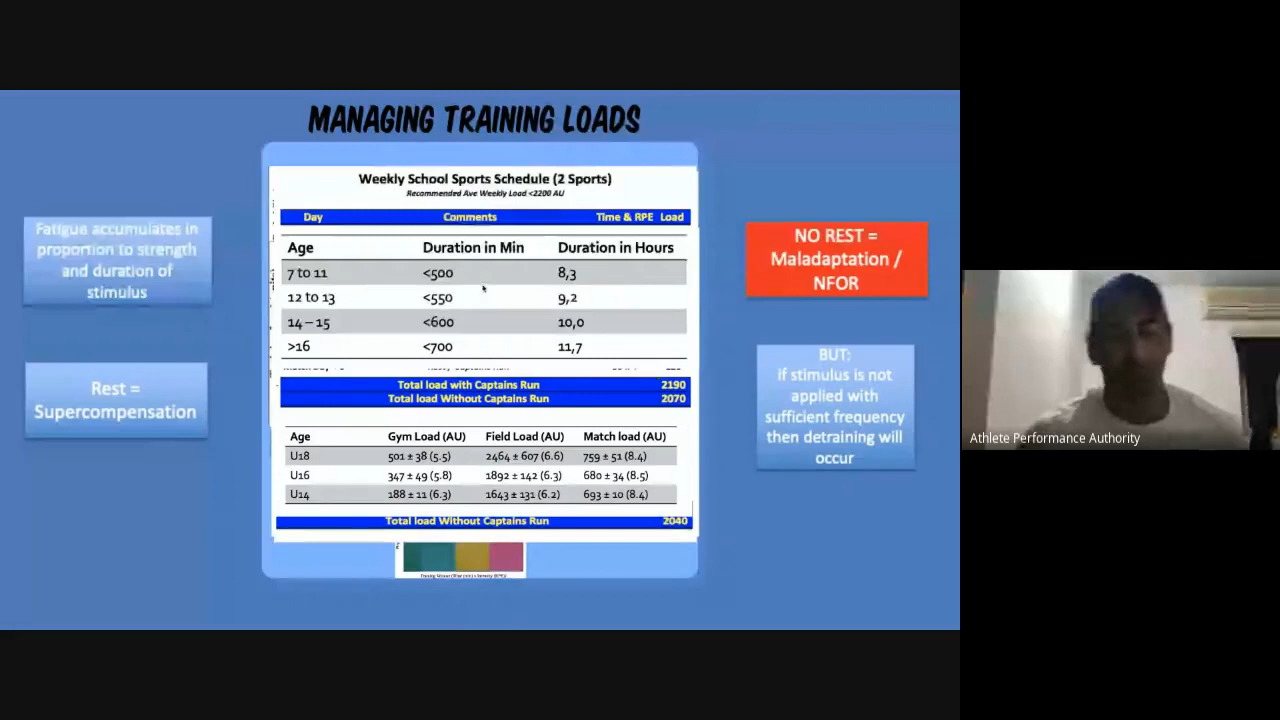 MANAGING TRAINING LOADS
Fatigue accumulates in
proportion to strength
and duration of
stimulus
Rest =
Supercompensation
Weekly School Sports Schedule (2 Sports)
Recommended Ave Weekly Load <2200 AU
Day Comments Time & RPE Load
Age Duration in Min Duration in Hours
7 to 11 <500 8,3
12 to 13 <550 9,2
14 – 15 <600 10,0
>16 <700 11,7
Total load with Captains Run 2190
Total load Without Captains Run 2070
Age Gym Load (AU) Field Load (AU) Match load (AU)
U18 501 ± 38 (5.5) 2464 ± 607 (6.6) 759 ± 51 (8.4)
U16 347 ± 49 (5.8) 1892 ± 142 (6.3) 680 ± 34 (8.5)
U14 188 ± 11 (6.3) 1643 ± 131 (6.2) 693 ± 10 (8.4)
Total load Without Captains Run 2040
NO REST =
Maladaptation /
NFOR
BUT:
if stimulus is not
applied with
sufficient frequency
then detraining will
occur
Athlete Performance Authority